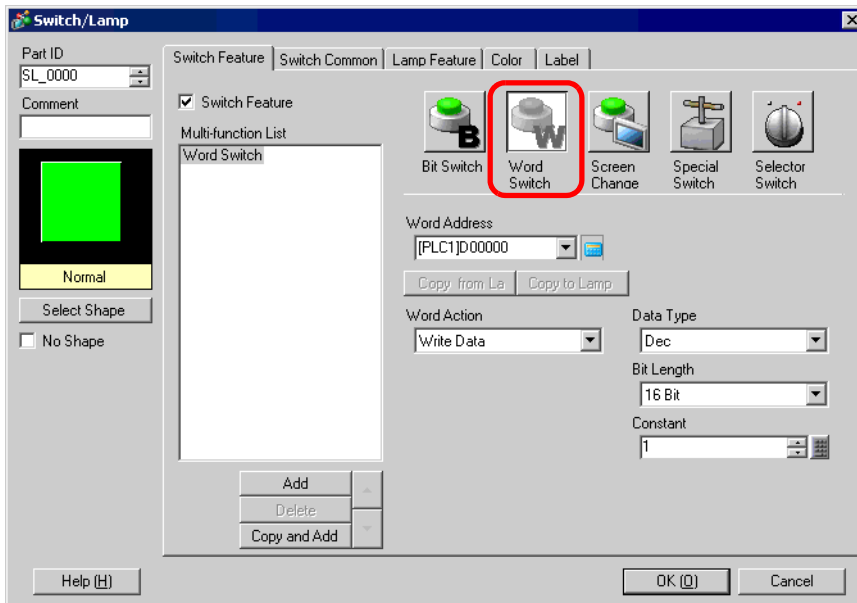 Switch/Lamp
Part ID
SL_0000
Comment
Normal
Select Shape
No Shape
Help (H)
Switch Feature Switch Common Lamp Feature Color Label
Switch Feature
Multi-function List
Word Switch
Add
Delete
Copy and Add
B W
Bit Switch Word Switch Screen Change Special Switch Selector Switch
Word Address
[PLC1]D00000
Copy from La Copy to Lamp
Word Action
Write Data
Data Type
Dec
Bit Length
16 Bit
Constant
1
OK (O) Cancel